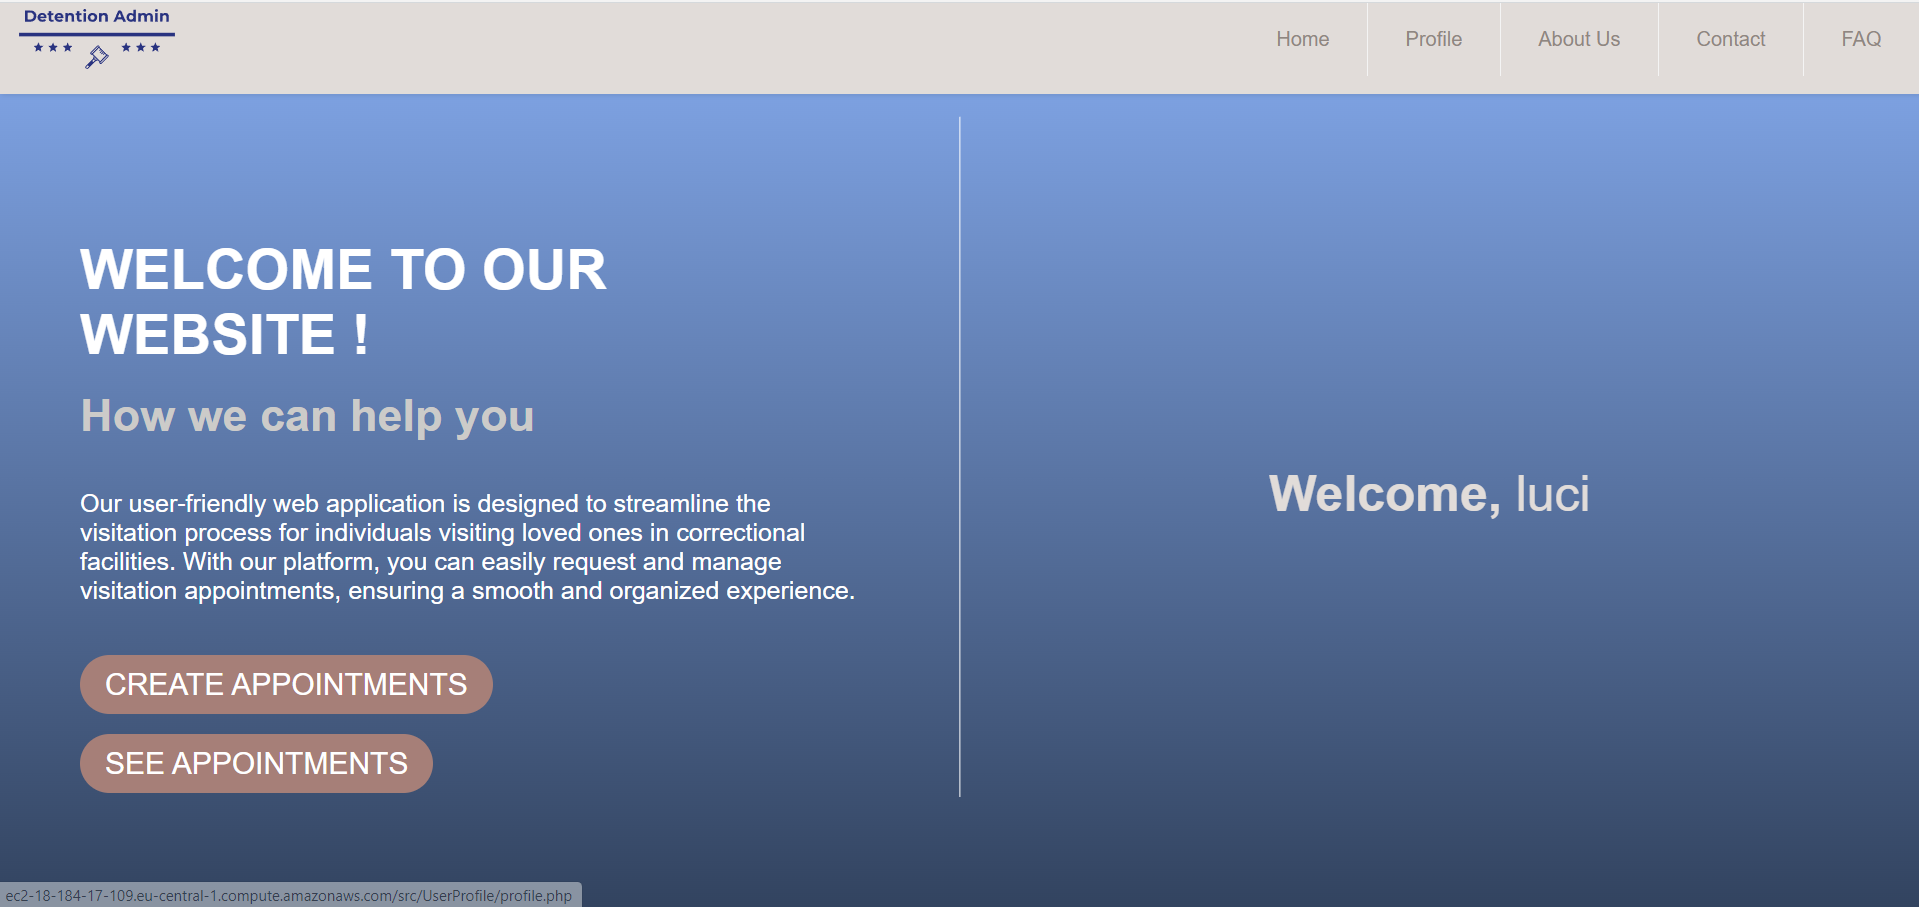 Detention Admin
Home
Profile
About Us
Contact
FAQ
WELCOME TO OUR
WEBSITE !
How we can help you
Our user-friendly web application is designed to streamline the
visitation process for individuals visiting loved ones in correctional
facilities. With our platform, you can easily request and manage
visitation appointments, ensuring a smooth and organized experience.
CREATE APPOINTMENTS
SEE APPOINTMENTS
Welcome, luci
ec2-18-184-17-109.eu-central-1.compute.amazonaws.com/src/UserProfile/profile.php